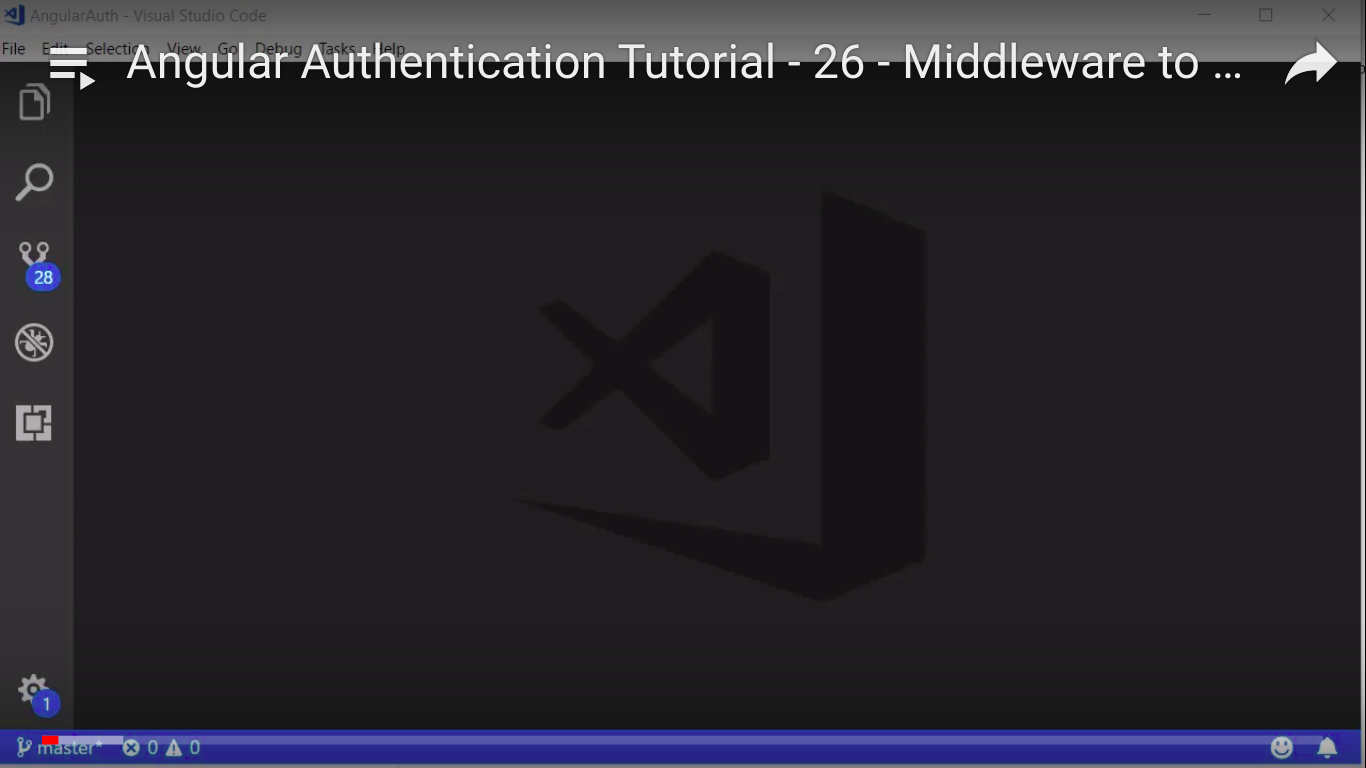 AngularAuth - Visual Studio Code
File Edit Selection View Go Debug Tasks Help
Angular Authentication Tutorial - 26 - Middleware to ...
28
1
master* 0 0